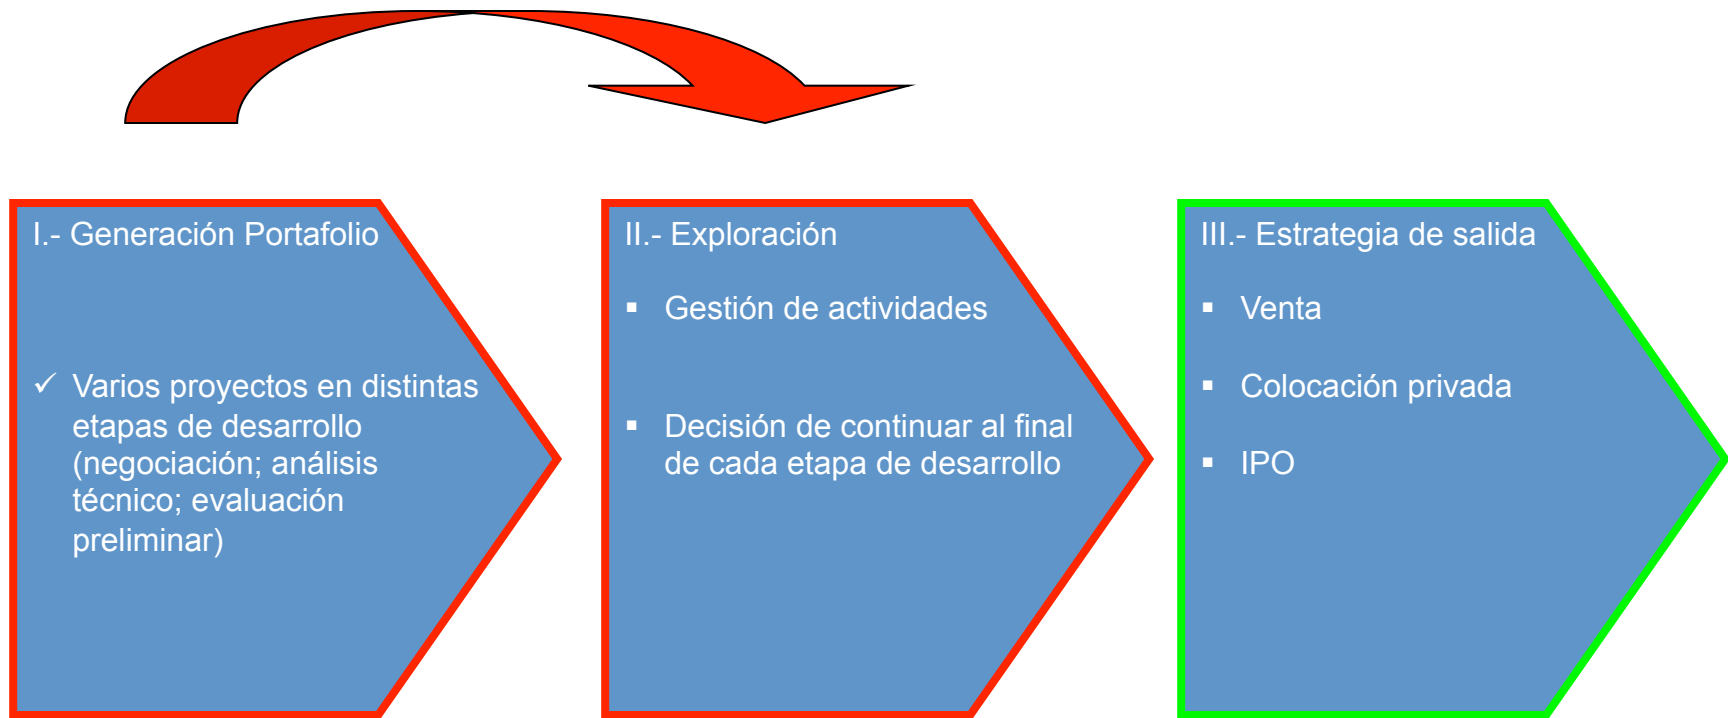 I.- Generación Portafolio
✓ Varios proyectos en distintas
etapas de desarrollo
(negociación; análisis
técnico; evaluación
preliminar)
II.- Exploración
▪ Gestión de actividades
▪ Decisión de continuar al final
de cada etapa de desarrollo
III.- Estrategia de salida
▪ Venta
▪ Colocación privada
▪ IPO